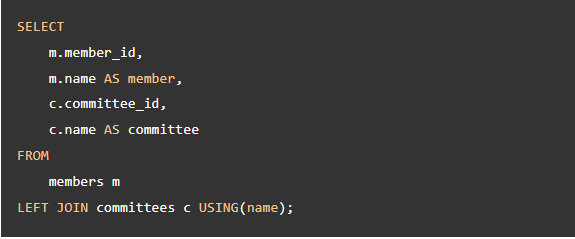 SELECT
    m.member_id,
    m.name AS member,
    c.committee_id,
    c.name AS committee
FROM
    members m
LEFT JOIN committees c USING(name);